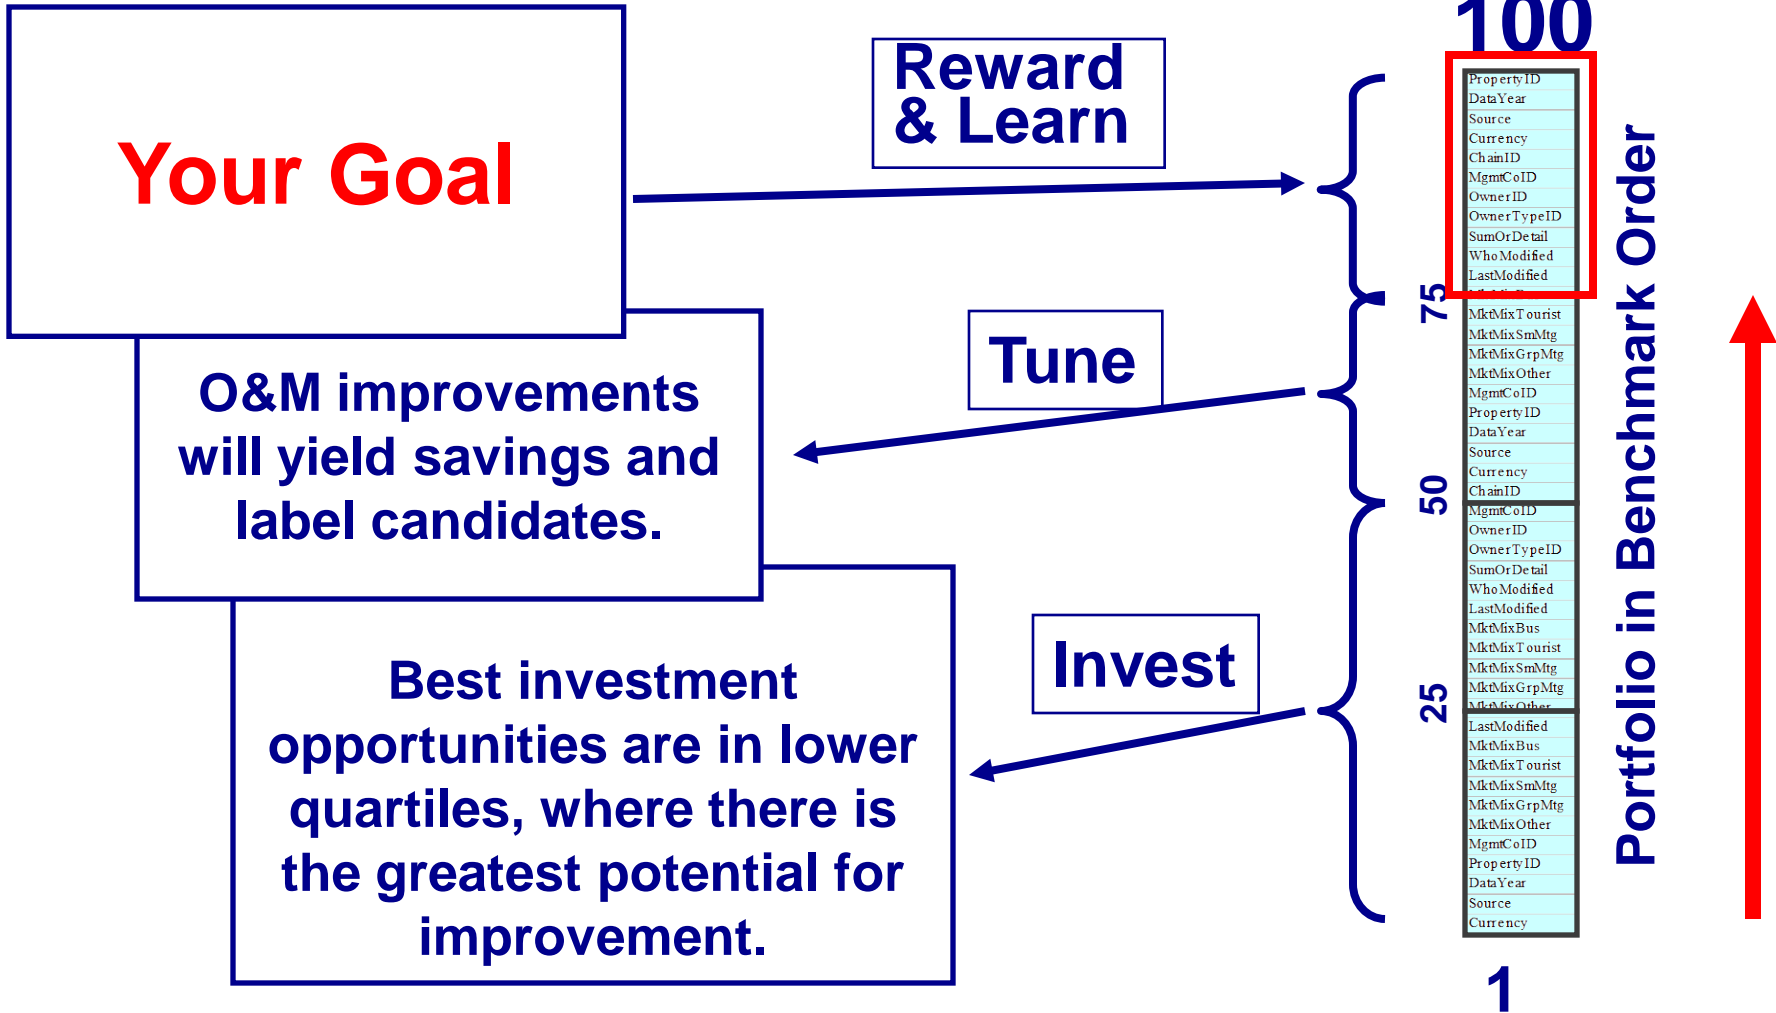 Your Goal
O&M improvements
will yield savings and
label candidates.
Best investment
opportunities are in lower
quartiles, where there is
the greatest potential for
improvement.
Reward
& Learn
Tune
Invest
100
75
50
25
1
PropertyID
DataYear
Source
Currency
ChainID
MgmtCoID
OwnerID
OwnerTypeID
SumOrDetail
WhoModified
LastModified
MktMixTourist
MktMixSmMtg
MktMixGrpMtg
MktMixOther
MgmtCoID
PropertyID
DataYear
Source
Currency
ChainID
MgmtCoID
OwnerID
OwnerTypeID
SumOrDetail
WhoModified
LastModified
MktMixBus
MktMixTourist
MktMixSmMtg
MktMixGrpMtg
MktMixOther
LastModified
MktMixBus
MktMixTourist
MktMixSmMtg
MktMixGrpMtg
MktMixOther
MgmtCoID
PropertyID
DataYear
Source
Currency
Portfolio in Benchmark Order